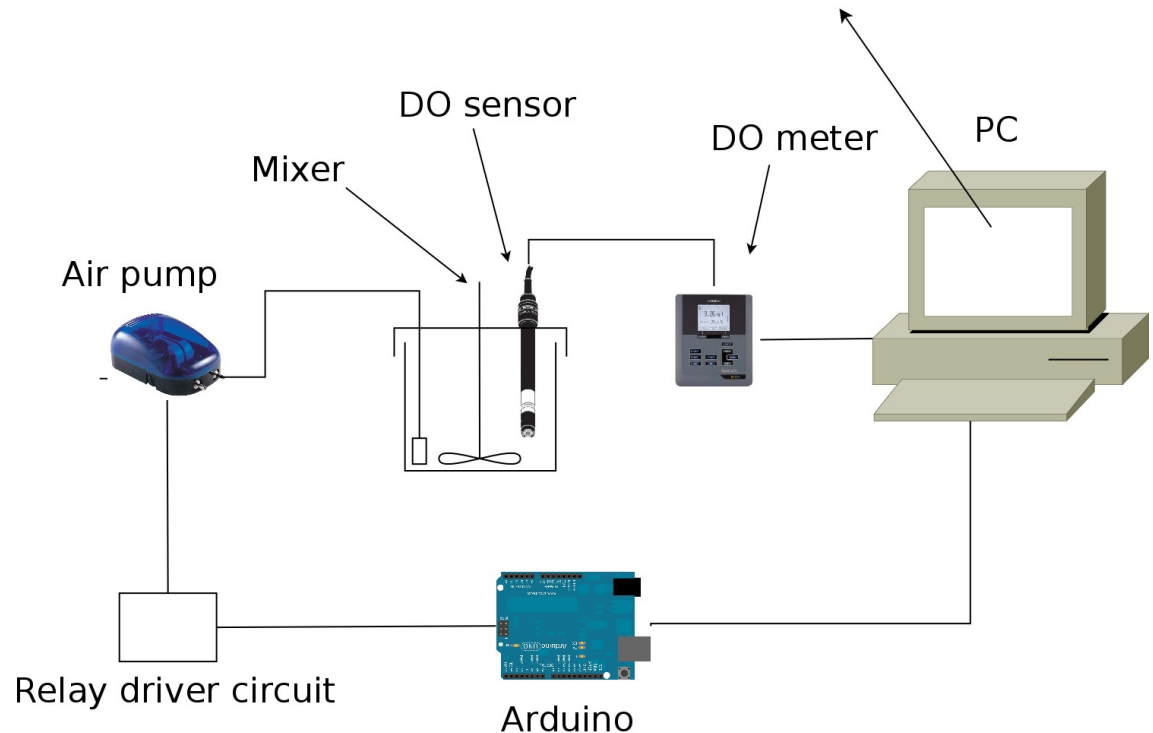 DO sensor
DO meter
PC
Mixer
Air pump
Relay driver circuit
Arduino